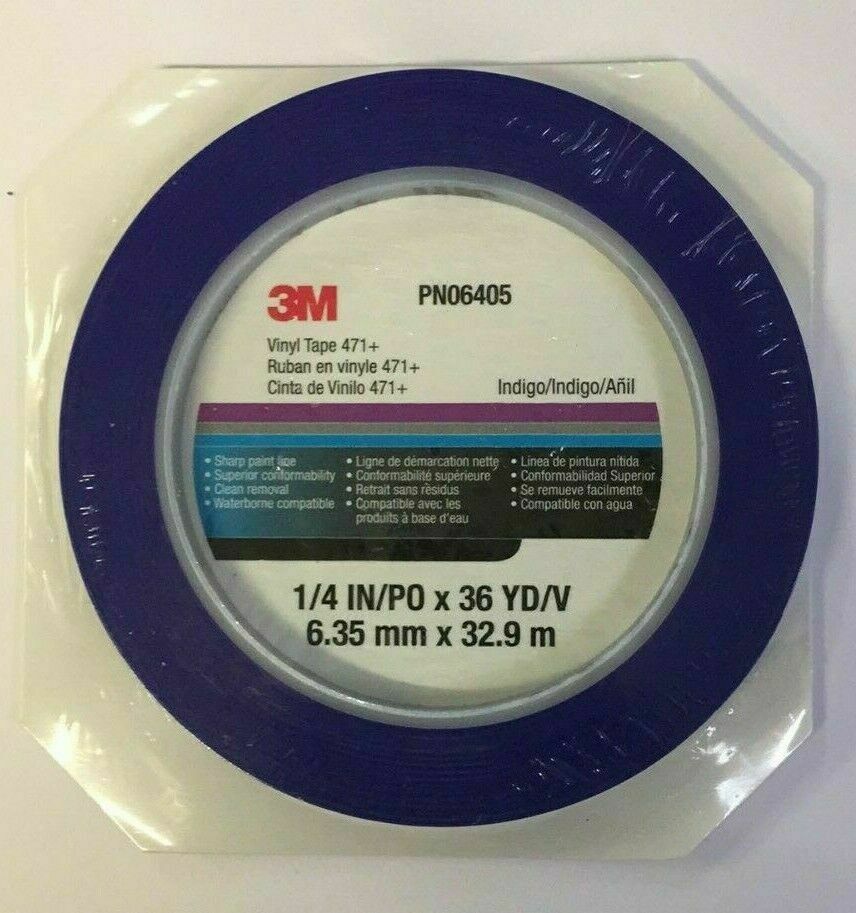 3M
PN06405
Vinyl Tape 471+
Ruban en vinyle 471+
Cinta de Vinilo 471+
Indigo/Indigo/Añil
• Sharp paint line
• Superior conformability
• Clean removal
• Waterborne compatible
• Ligne de démarcation nette
• Conformabilité supérieure
• Retrait sans rèsidus
• Compatible avec les
produits à base d'eau
• Linea de pintura nítida
• Conformabilidad Superior
• Se remueve facilmente
• Compatible con agua
1/4 IN/PO x 36 YD/V
6.35 mm x 32.9 m